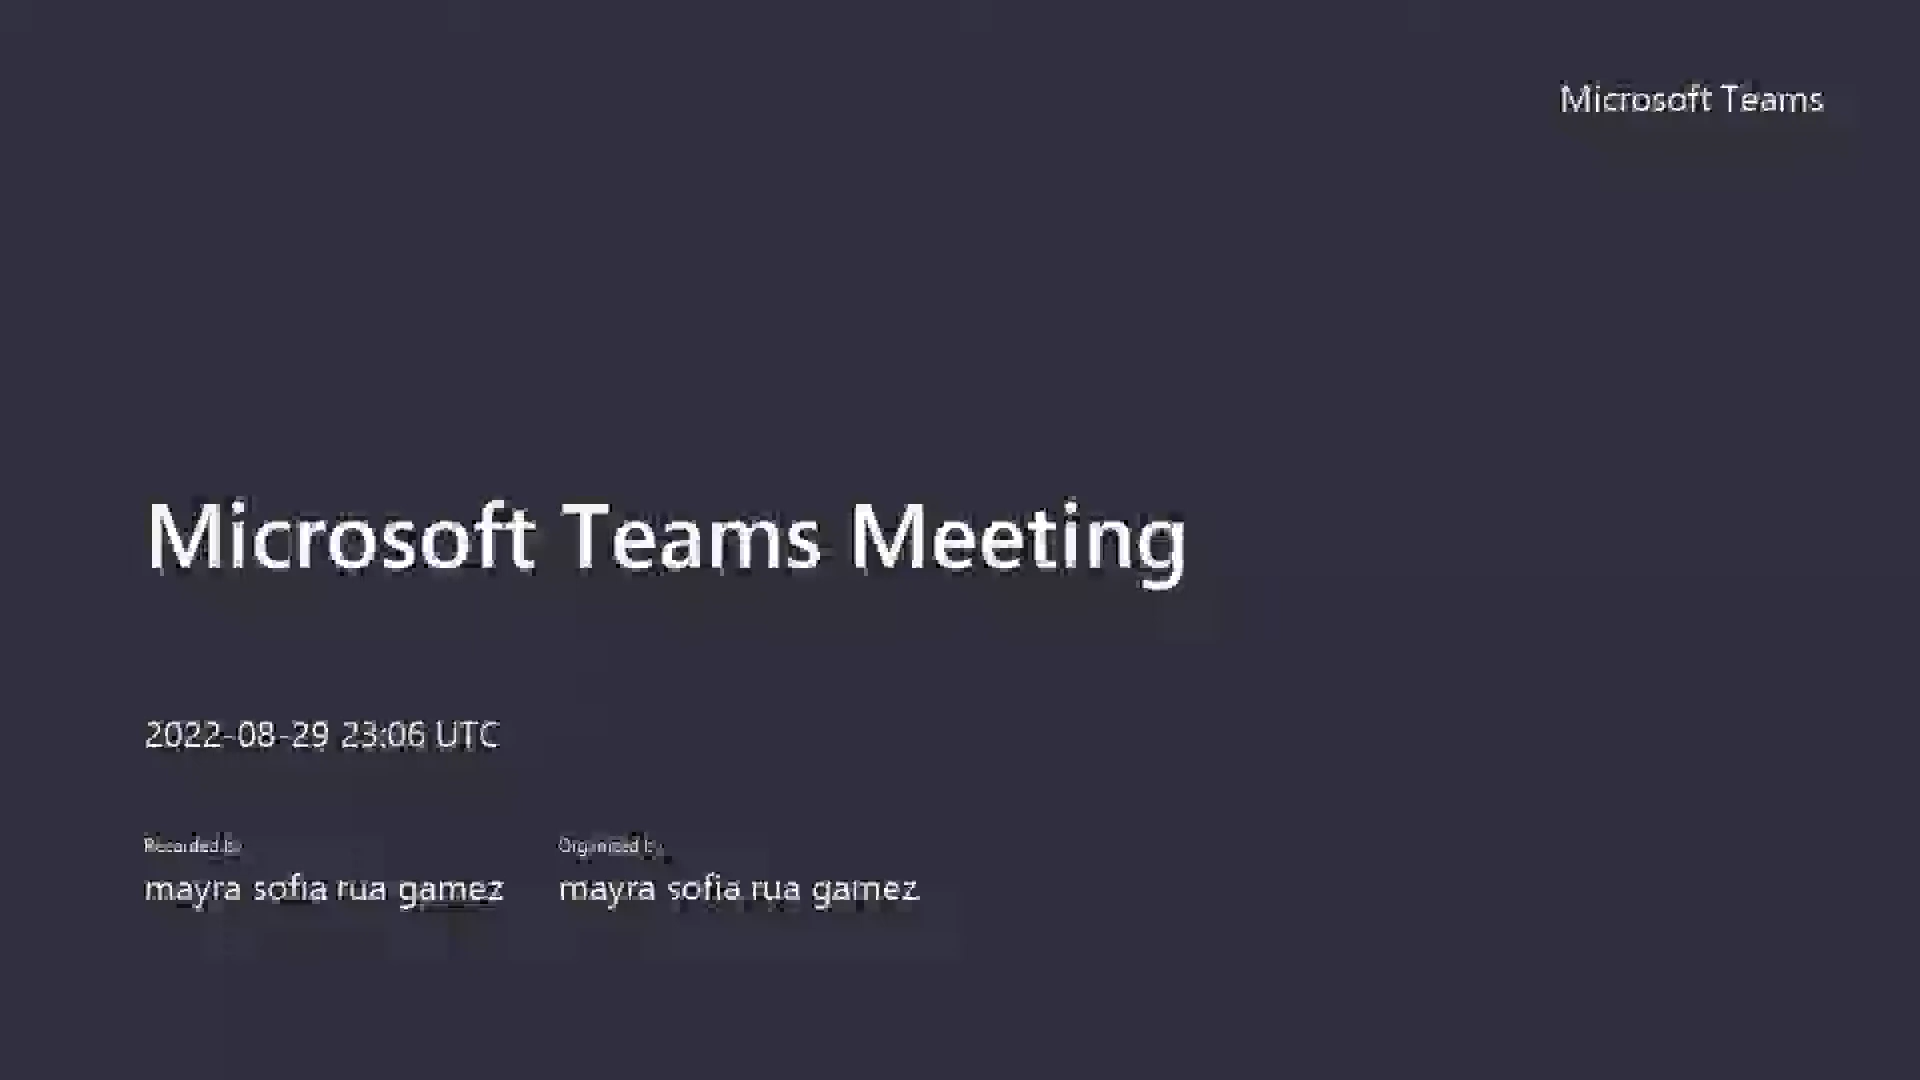 Microsoft Teams
Microsoft Teams Meeting
2022-08-29 23:06 UTC
Recorded by
Organized by
mayra sofia rua gamez
mayra sofia rua gamez